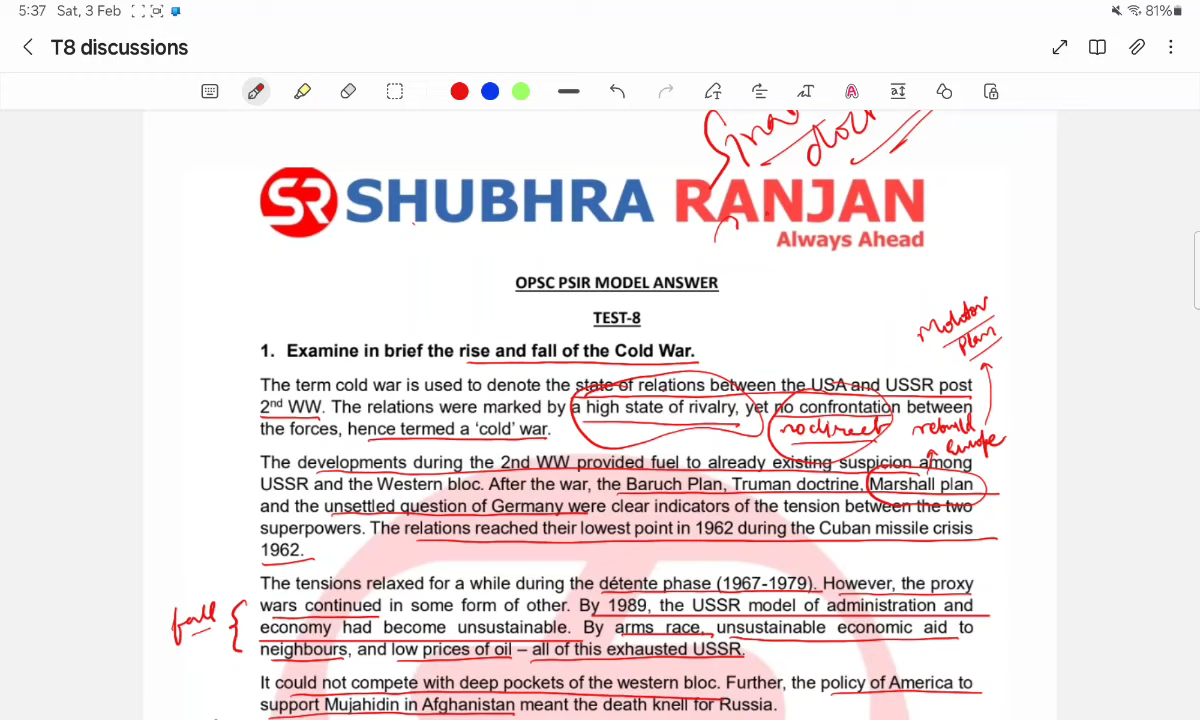 5:37 Sat, 3 Feb 81%
T8 discussions
SR SHUBHRA RANJAN
Always Ahead
OPSC PSIR MODEL ANSWER
TEST-8
Molotov
Plan
1. Examine in brief the rise and fall of the Cold War.
The term cold war is used to denote the state of relations between the USA and USSR post
2nd WW. The relations were marked by a high state of rivalry, yet no confrontation between
the forces, hence termed a ‘cold’ war.
no direct
rebuild
Europe
The developments during the 2nd WW provided fuel to already existing suspicion among
USSR and the Western bloc. After the war, the Baruch Plan, Truman doctrine, Marshall plan
and the unsettled question of Germany were clear indicators of the tension between the two
superpowers. The relations reached their lowest point in 1962 during the Cuban missile crisis
1962.
The tensions relaxed for a while during the détente phase (1967-1979). However, the proxy
wars continued in some form of other. By 1989, the USSR model of administration and
fall
economy had become unsustainable. By arms race, unsustainable economic aid to
neighbours, and low prices of oil – all of this exhausted USSR.
It could not compete with deep pockets of the western bloc. Further, the policy of America to
support Mujahidin in Afghanistan meant the death knell for Russia.